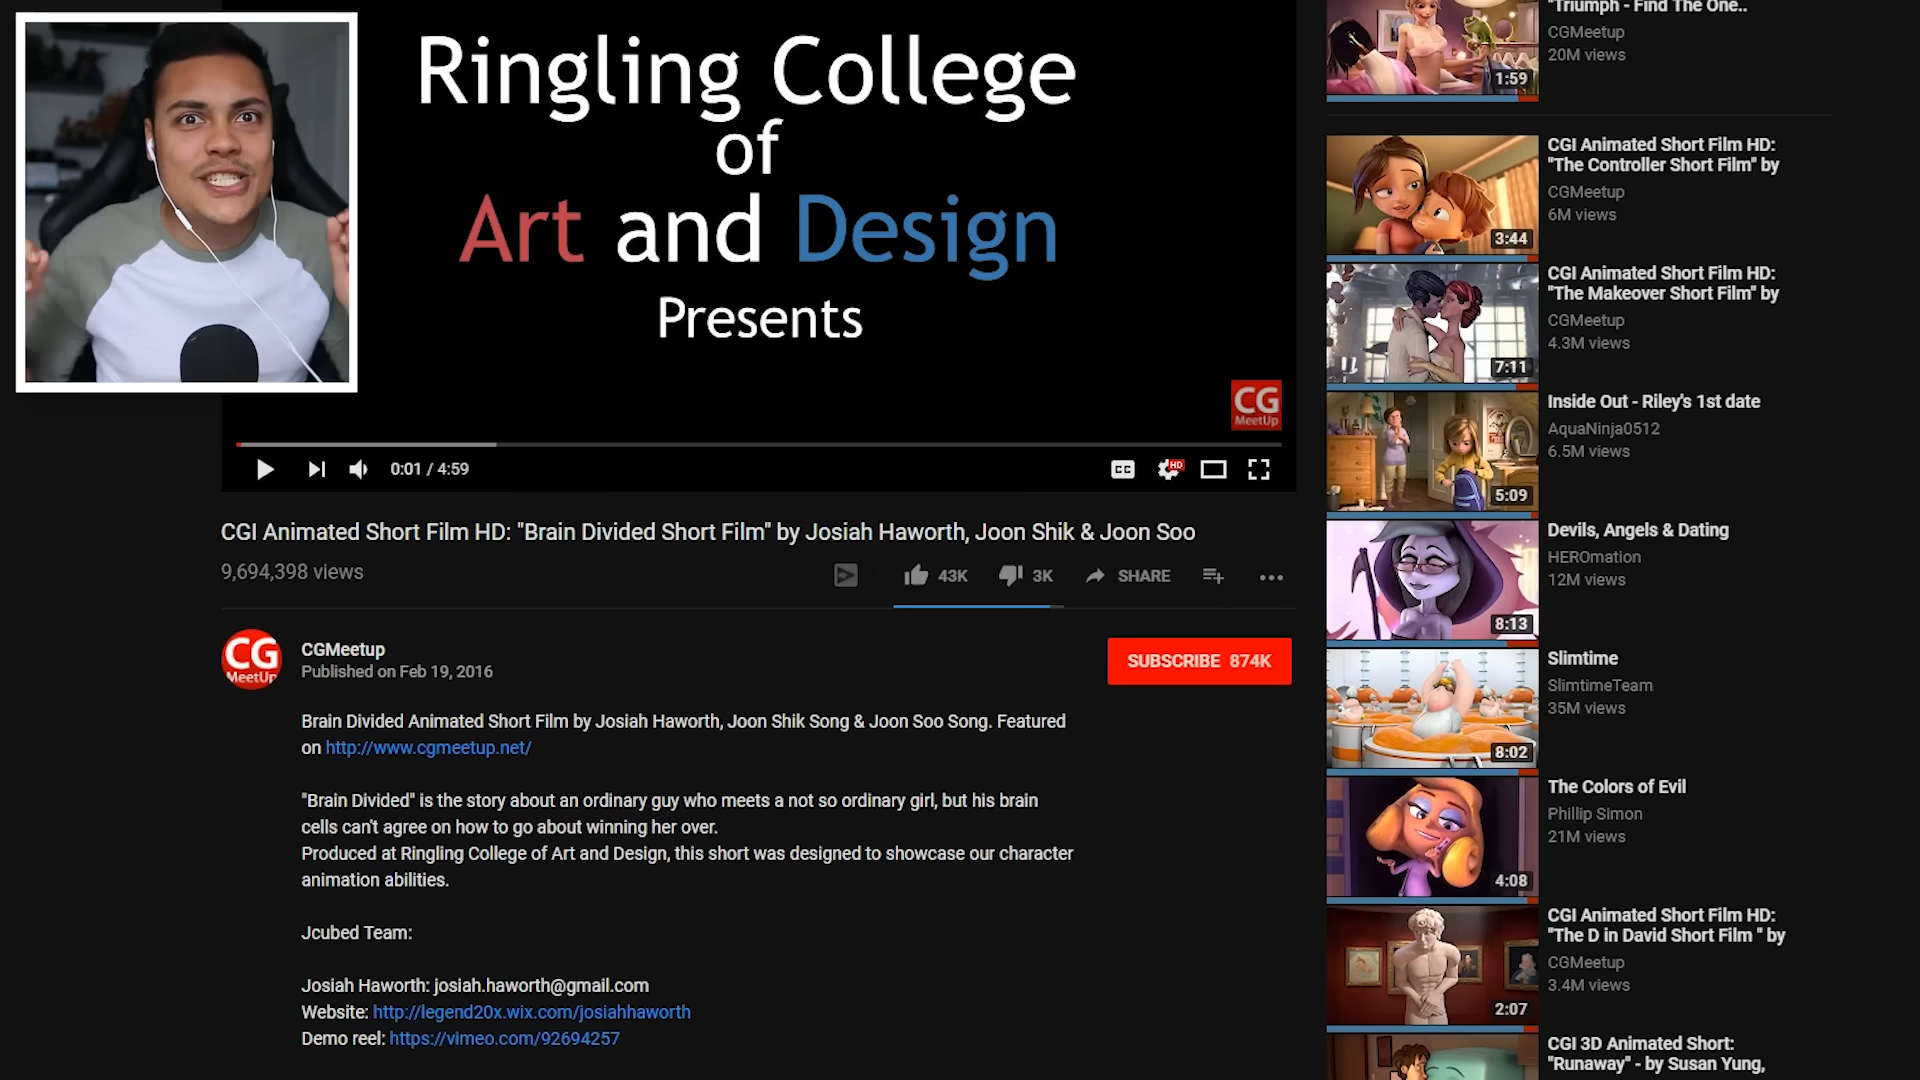 Ringling College
of
Art and Design
Presents
CG
MeetUp
0:01 / 4:59
CC
HD
CGI Animated Short Film HD: "Brain Divided Short Film" by Josiah Haworth, Joon Shik & Joon Soo
9,694,398 views
43K
3K
SHARE
CG
MeetUp
CGMeetup
Published on Feb 19, 2016
SUBSCRIBE 874K
Brain Divided Animated Short Film by Josiah Haworth, Joon Shik Song & Joon Soo Song. Featured
on http://www.cgmeetup.net/
"Brain Divided" is the story about an ordinary guy who meets a not so ordinary girl, but his brain
cells can't agree on how to go about winning her over.
Produced at Ringling College of Art and Design, this short was designed to showcase our character
animation abilities.
Jcubed Team:
Josiah Haworth: josiah.haworth@gmail.com
Website: http://legend20x.wix.com/josiahhaworth
Demo reel: https://vimeo.com/92694257
"Triumph - Find The One..
CGMeetup
20M views
1:59
CGI Animated Short Film HD:
"The Controller Short Film" by
CGMeetup
6M views
3:44
CGI Animated Short Film HD:
"The Makeover Short Film" by
CGMeetup
4.3M views
7:11
Inside Out - Riley's 1st date
AquaNinja0512
6.5M views
5:09
Devils, Angels & Dating
HEROmation
12M views
8:13
Slimtime
SlimtimeTeam
35M views
8:02
The Colors of Evil
Phillip Simon
21M views
4:08
CGI Animated Short Film HD:
"The D in David Short Film " by
CGMeetup
3.4M views
2:07
CGI 3D Animated Short:
"Runaway" - by Susan Yung,